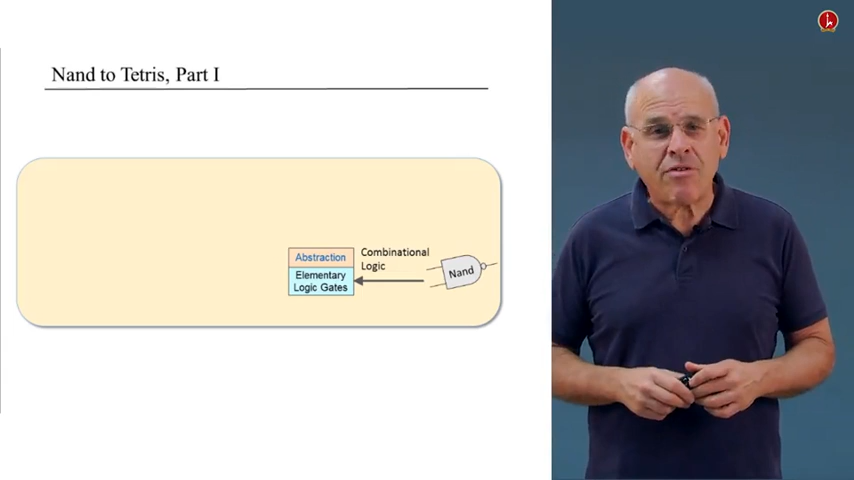 Nand to Tetris, Part I
Abstraction
Elementary
Logic Gates
Combinational
Logic
Nand